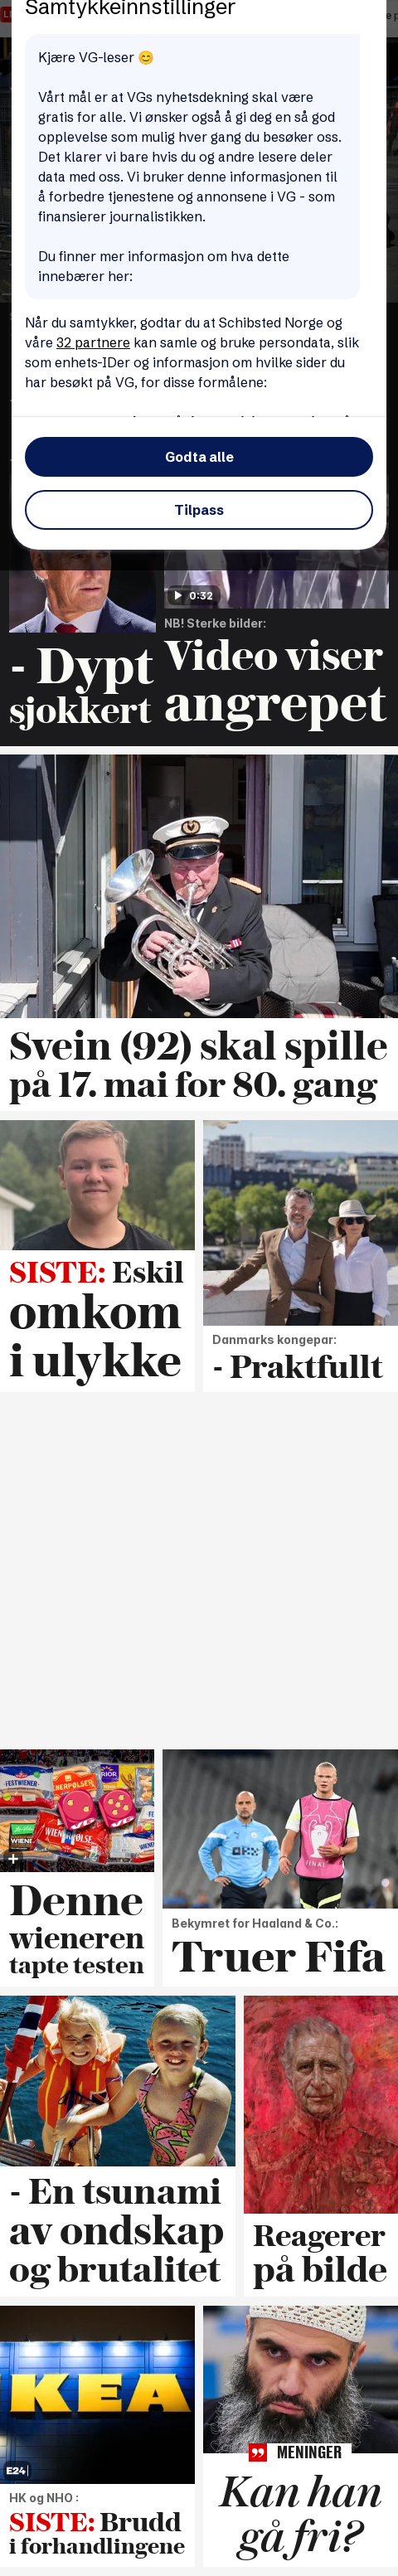 Samtykkeinnstillinger
Kjære VG-leser 😊
Vårt mål er at VGs nyhetsdekning skal være
gratis for alle. Vi ønsker også å gi deg en så god
opplevelse som mulig hver gang du besøker oss.
Det klarer vi bare hvis du og andre lesere deler
data med oss. Vi bruker denne informasjonen til
å forbedre tjenestene og annonsene i VG - som
finansierer journalistikken.
Du finner mer informasjon om hva dette
innebærer her:
Når du samtykker, godtar du at Schibsted Norge og
våre 32 partnere kan samle og bruke persondata, slik
som enhets-IDer og informasjon om hvilke sider du
har besøkt på VG, for disse formålene:
Godta alle
Tilpass
- Dypt
sjokkert
0:32
NB! Sterke bilder:
Video viser
angrepet
Svein (92) skal spille
på 17. mai for 80. gang
SISTE: Eskil
omkom
i ulykke
Danmarks kongepar:
- Praktfullt
Denne
wieneren
tapte testen
Bekymret for Haaland & Co.:
Truer Fifa
- En tsunami
av ondskap
og brutalitet
Reagerer
på bilde
KEA
E24
HK og NHO :
SISTE: Brudd
i forhandlingene
MENINGER
Kan han
gå fri?